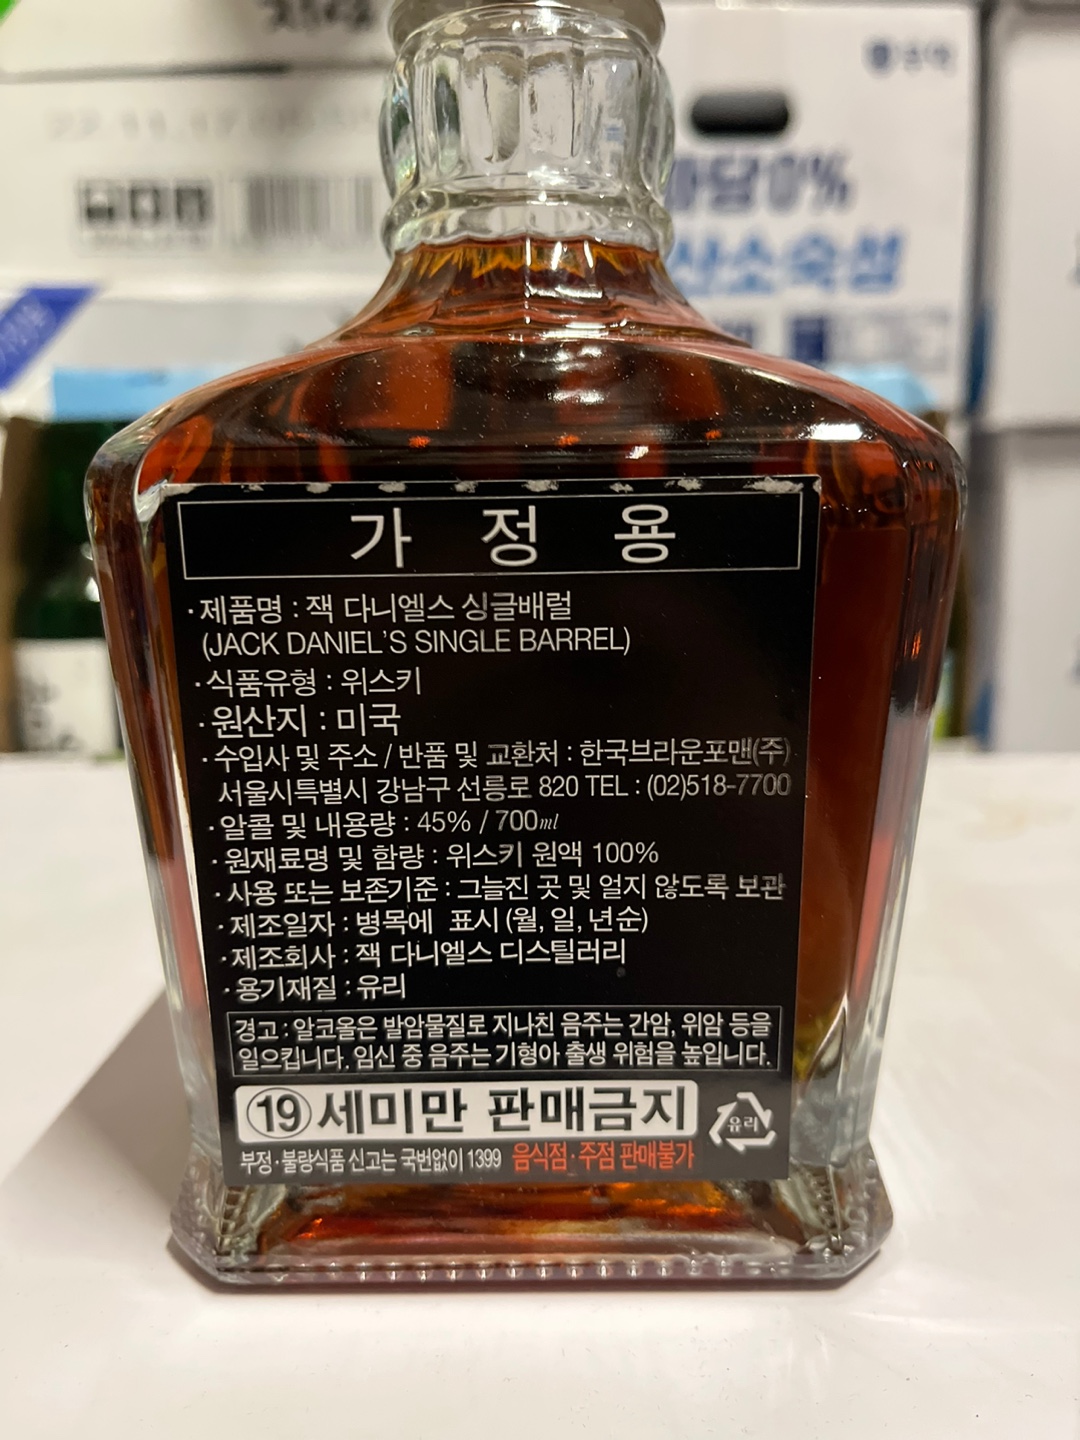 마담0%
산소숙성
가 정 용
· 제품명 : 잭 다니엘스 싱글배럴
(JACK DANIEL'S SINGLE BARREL)
· 식품유형 : 위스키
· 원산지 : 미국
· 수입사 및 주소 / 반품 및 교환처 : 한국브라운포맨(주)
서울시특별시 강남구 선릉로 820 TEL : (02)518-7700
· 알콜 및 내용량 : 45% / 700㎖
· 원재료명 및 함량 : 위스키 원액 100%
· 사용 또는 보존기준 : 그늘진 곳 및 얼지 않도록 보관
· 제조일자 : 병목에 표시 (월, 일, 년순)
· 제조회사 : 잭 다니엘스 디스틸러리
· 용기재질 : 유리
경고 : 알코올은 발암물질로 지나친 음주는 간암, 위암 등을
일으킵니다. 임신 중 음주는 기형아 출생 위험을 높입니다.
⑲세미만 판매금지
유리
부정·불량식품 신고는 국번없이 1399 음식점·주점 판매불가